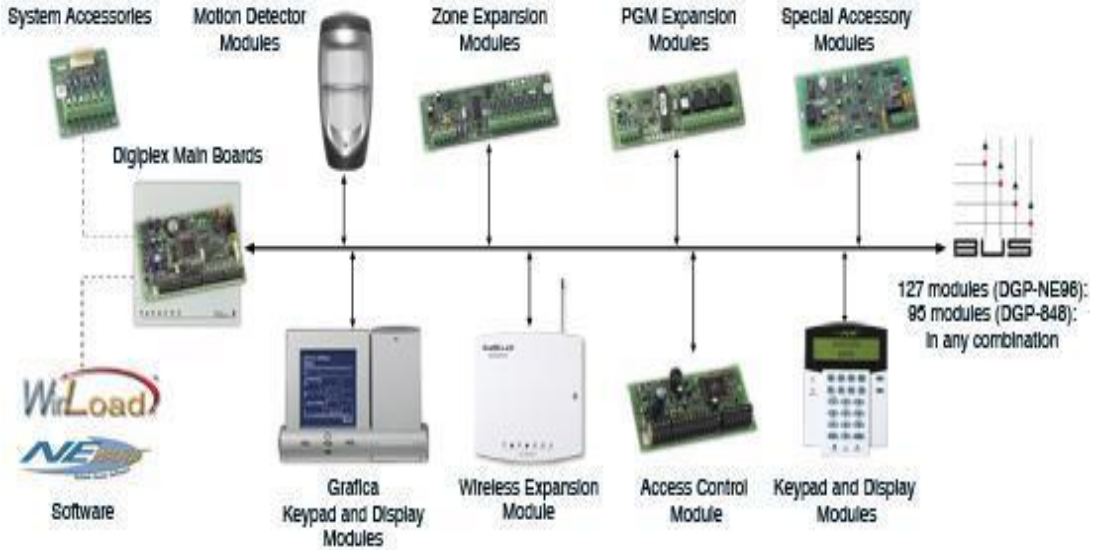 System Accessories
Motion Detector
Modules
Zone Expansion
Modules
PGM Expansion
Modules
Special Accessory
Modules
Digiplex Main Boards
BUS
127 modules (DGP-NE96):
95 modules (DGP-848):
in any combination
WinLoad
NE
Software
Grafica
Keypad and Display
Modules
Wireless Expansion
Module
Access Control
Module
Keypad and Display
Modules